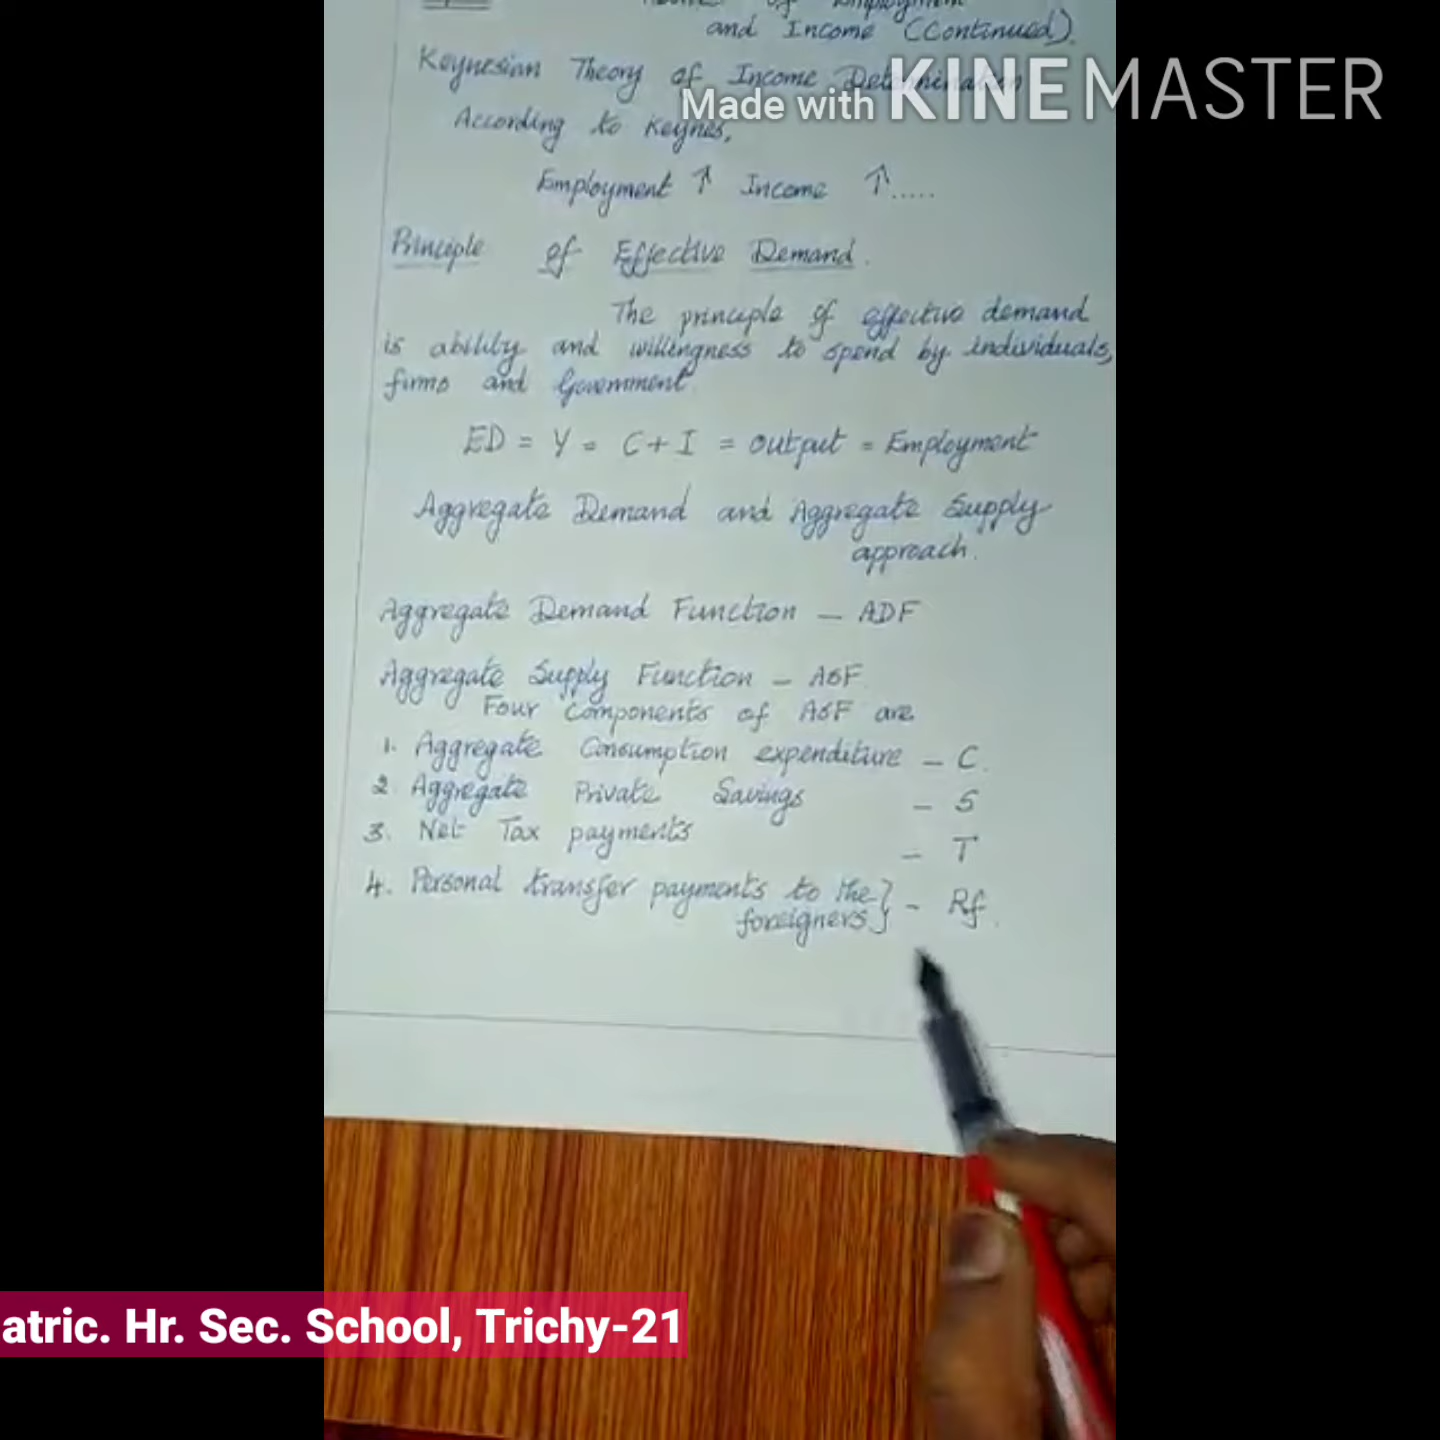 of Employment
and Income (Continued).
Keynesian Theory of Income Determination
Made with KINEMASTER
According to Keynes,
Employment ↑ Income ↑.....
Principle of Effective Demand.
The principle of effective demand
is ability and willingness to spend by individuals,
firms and Government.
ED = Y = C + I = output = Employment
Aggregate Demand and Aggregate Supply
approach.
Aggregate Demand Function – ADF
Aggregate Supply Function – ASF
Four Components of ASF are
1. Aggregate Consumption expenditure – C.
2. Aggregate Private Savings – S
3. Net Tax payments – T
4. Personal transfer payments to the
foreigners} – Rf.
atric. Hr. Sec. School, Trichy-21